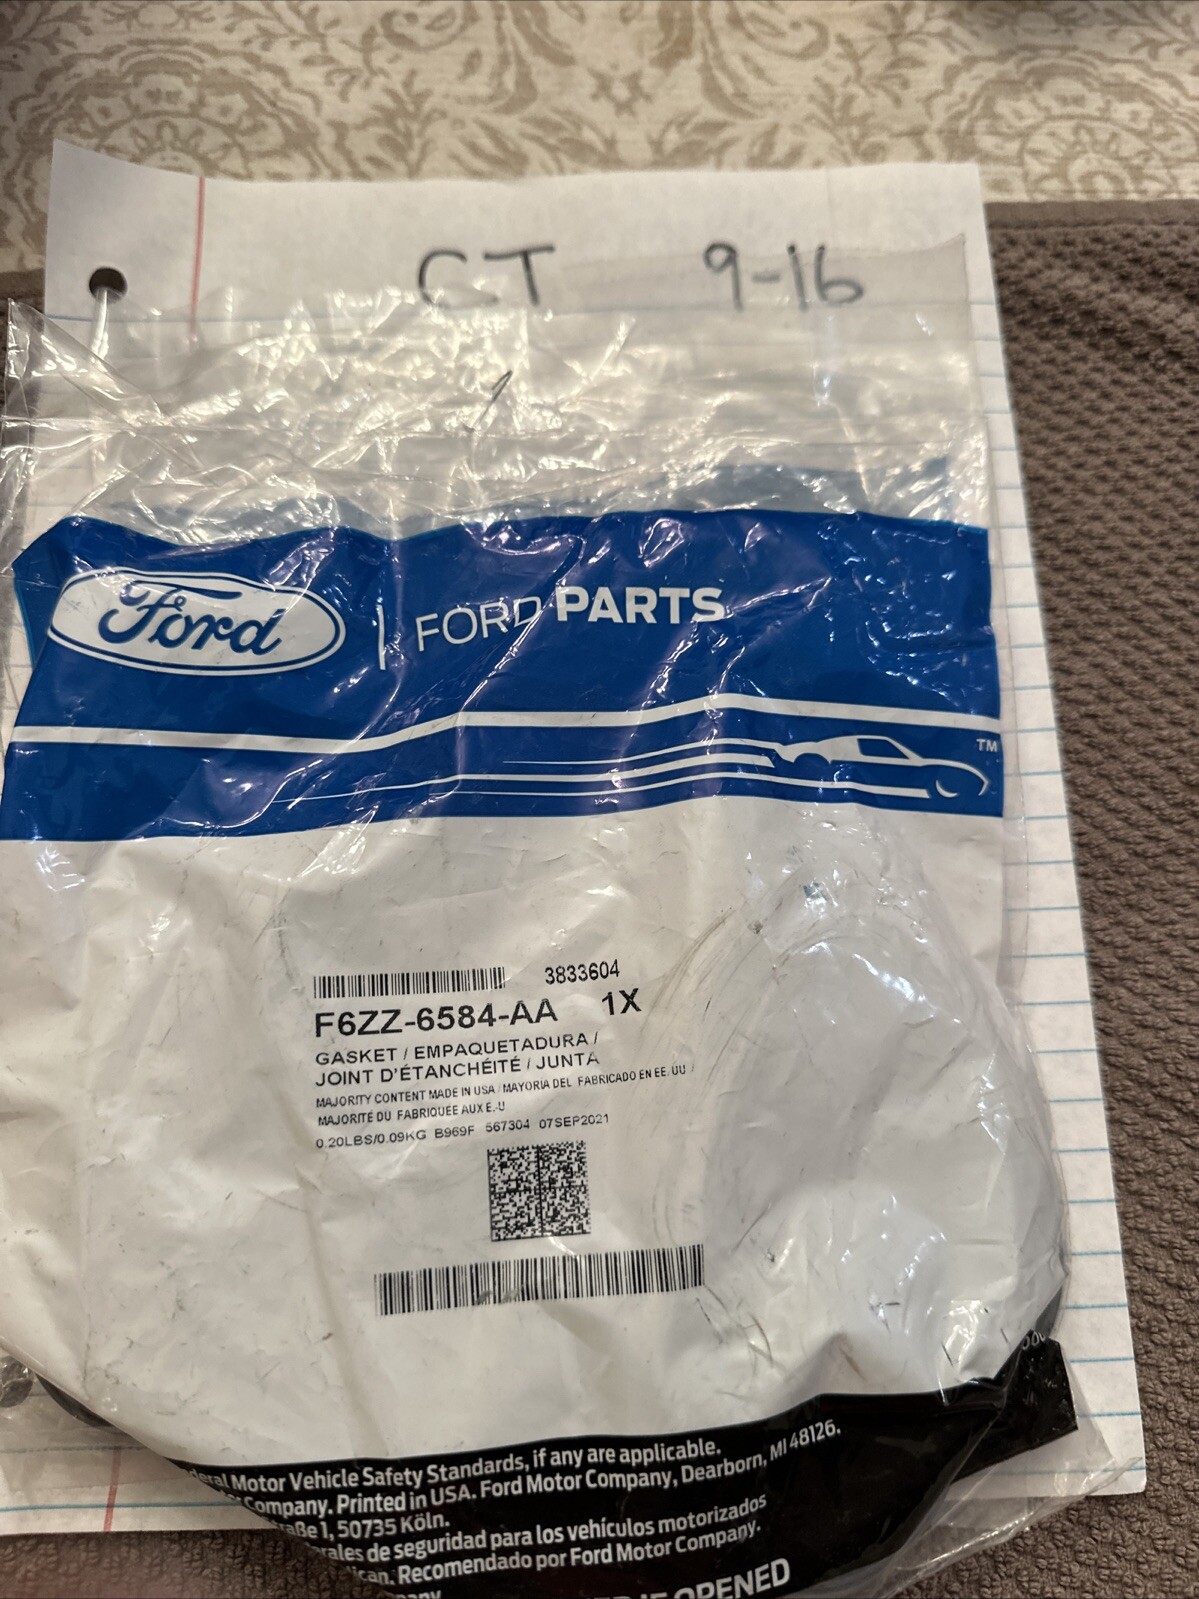 CT 9-16
Ford | FORD PARTS
TM
3833604
F6ZZ-6584-AA 1X
GASKET / EMPAQUETADURA /
JOINT D'ÉTANCHÉITÉ / JUNTA
MAJORITY CONTENT MADE IN USA / MAYORIA DEL FABRICADO EN EE. UU /
MAJORITÉ DU FABRIQUÉE AUX É.-U
0.20LBS/0.09KG B969F 567304 07SEP2021
Motor Vehicle Safety Standards, if any are applicable.
Company. Printed in USA. Ford Motor Company, Dearborn, MI 48126.
1, 50735 Köln.
de seguridad para los vehículos motorizados
Recomendado por Ford Motor Company.
IF OPENED